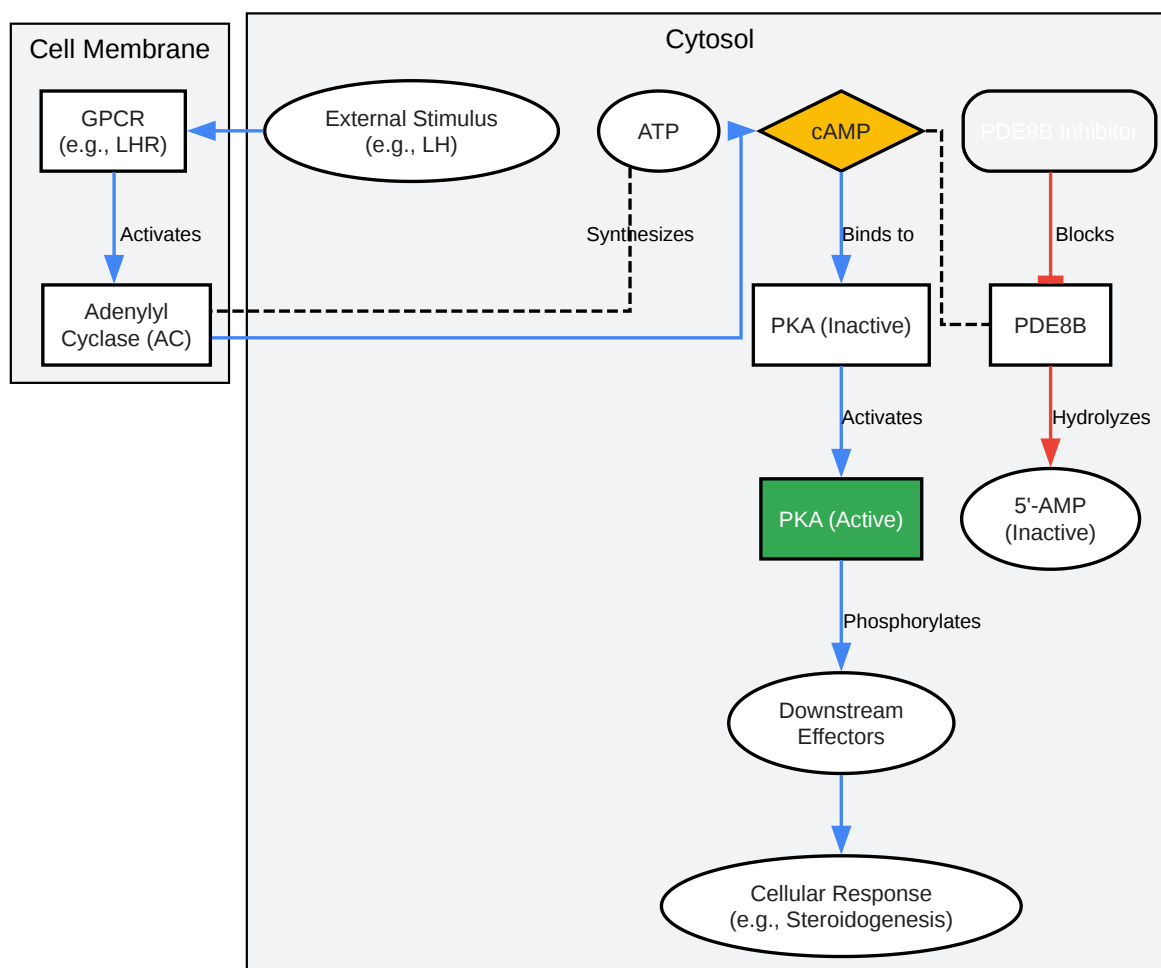 Cell Membrane
Cytosol
GPCR
(e.g., LHR)
External Stimulus
(e.g., LH)
ATP
cAMP
PDE8B Inhibitor
Activates
Synthesizes
Binds to
Blocks
Adenylyl
Cyclase (AC)
PKA (Inactive)
PDE8B
Activates
Hydrolyzes
PKA (Active)
5'-AMP
(Inactive)
Phosphorylates
Downstream
Effectors
Cellular Response
(e.g., Steroidogenesis)